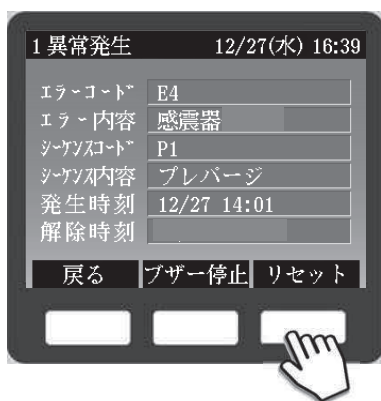 1 異常発生 12/27(水) 16:39
エラーコード E4
エラー内容 感震器
シーケンスコード P1
シーケンス内容 プレパージ
発生時刻 12/27 14:01
解除時刻
戻る ブザー停止 リセット